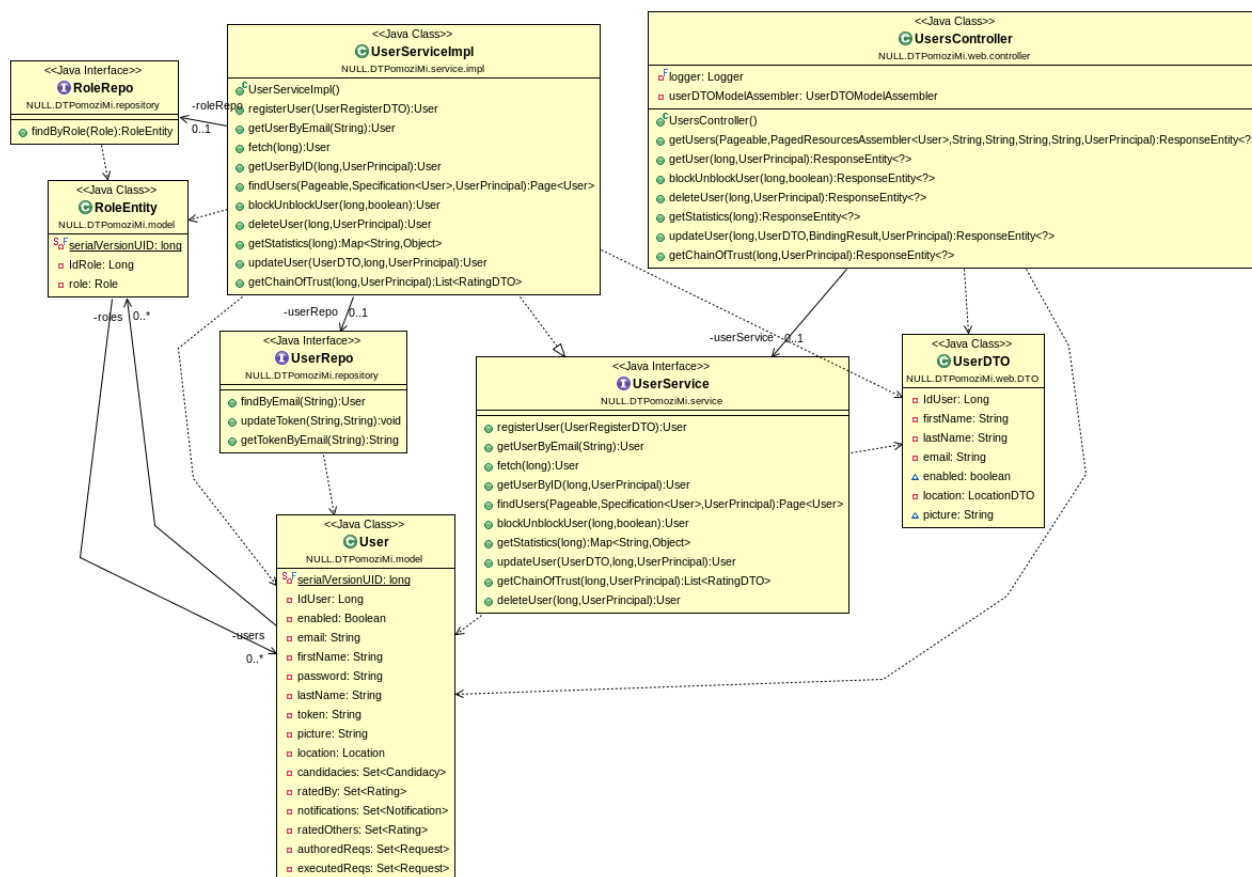 <<Java Interface>>
RoleRepo
NULL.DTPomoziMi.repository
findByRole(Role):RoleEntity
<<Java Class>>
RoleEntity
NULL.DTPomoziMi.model
serialVersionUID: long
IdRole: Long
role: Role
<<Java Class>>
UserServiceImpl
NULL.DTPomoziMi.service.impl
UserServiceImpl()
registerUser(UserRegisterDTO):User
getUserByEmail(String):User
fetch(long):User
getUserByID(long,UserPrincipal):User
findUsers(Pageable,Specification<User>,UserPrincipal):Page<User>
blockUnblockUser(long,boolean):User
deleteUser(long,UserPrincipal):User
getStatistics(long):Map<String,Object>
updateUser(UserDTO,long,UserPrincipal):User
getChainOfTrust(long,UserPrincipal):List<RatingDTO>
-roleRepo
0..1
<<Java Class>>
UsersController
NULL.DTPomoziMi.web.controller
logger: Logger
userDTOModelAssembler: UserDTOModelAssembler
UsersController()
getUsers(Pageable,PagedResourcesAssembler<User>,String,String,String,String,UserPrincipal):ResponseEntity<?>
getUser(long,UserPrincipal):ResponseEntity<?>
blockUnblockUser(long,boolean):ResponseEntity<?>
deleteUser(long,UserPrincipal):ResponseEntity<?>
getStatistics(long):ResponseEntity<?>
updateUser(long,UserDTO,BindingResult,UserPrincipal):ResponseEntity<?>
getChainOfTrust(long,UserPrincipal):ResponseEntity<?>
-roles 0..*
-userRepo 0..1
-userService 0..1
<<Java Interface>>
UserRepo
NULL.DTPomoziMi.repository
findByEmail(String):User
updateToken(String,String):void
getTokenByEmail(String):String
<<Java Interface>>
UserService
NULL.DTPomoziMi.service
registerUser(UserRegisterDTO):User
getUserByEmail(String):User
fetch(long):User
getUserByID(long,UserPrincipal):User
findUsers(Pageable,Specification<User>,UserPrincipal):Page<User>
blockUnblockUser(long,boolean):User
getStatistics(long):Map<String,Object>
updateUser(UserDTO,long,UserPrincipal):User
getChainOfTrust(long,UserPrincipal):List<RatingDTO>
deleteUser(long,UserPrincipal):User
<<Java Class>>
UserDTO
NULL.DTPomoziMi.web.DTO
IdUser: Long
firstName: String
lastName: String
email: String
enabled: boolean
location: LocationDTO
picture: String
-users
0..*
<<Java Class>>
User
NULL.DTPomoziMi.model
serialVersionUID: long
IdUser: Long
enabled: Boolean
email: String
firstName: String
password: String
lastName: String
token: String
picture: String
location: Location
candidacies: Set<Candidacy>
ratedBy: Set<Rating>
notifications: Set<Notification>
ratedOthers: Set<Rating>
authoredReqs: Set<Request>
executedReqs: Set<Request>